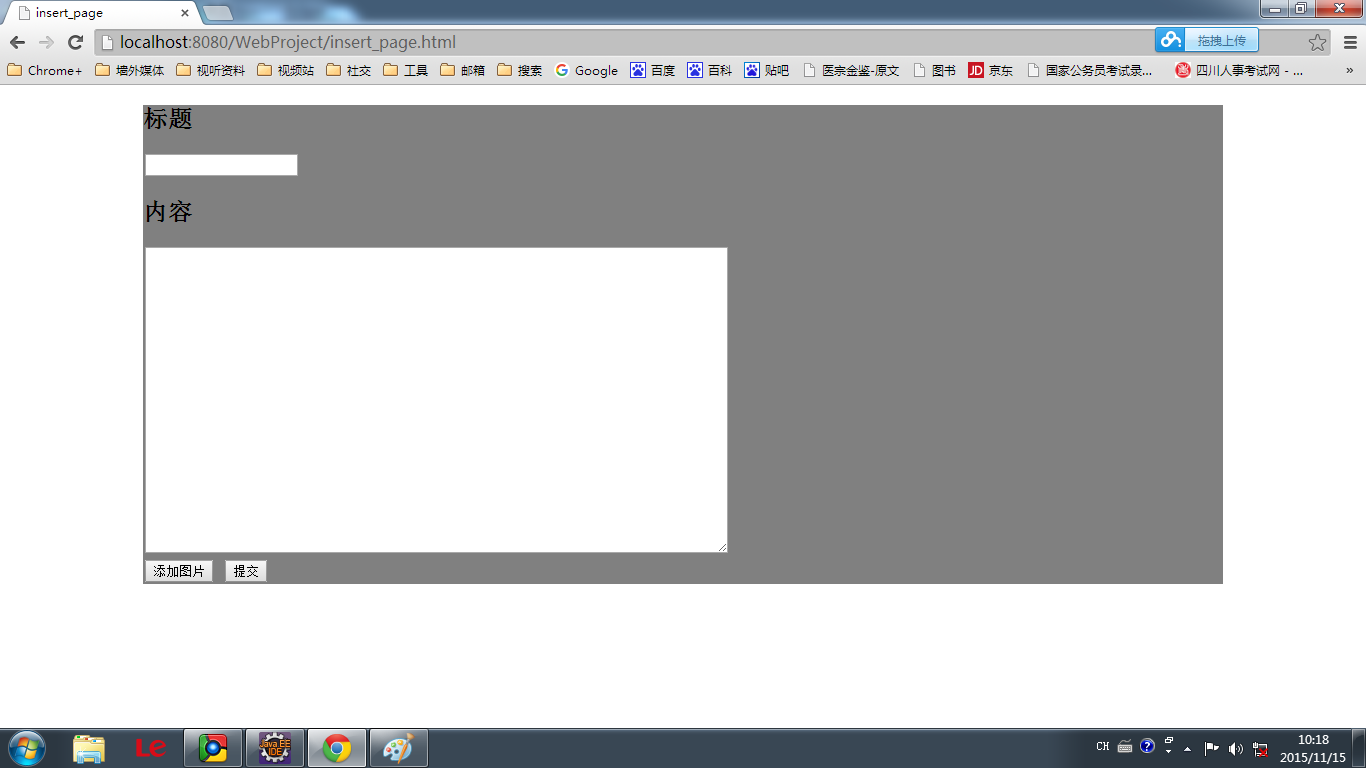 insert_page
localhost:8080/WebProject/insert_page.html
拖拽上传
Chrome+ 墙外媒体 视听资料 视频站 社交 工具 邮箱 搜索 Google 百度 百科 贴吧 医宗金鉴-原文 图书 JD 京东 国家公务员考试录... 四川人事考试网 - ... »
标题
内容
添加图片 提交
Le Java EE IDE CH 10:18
2015/11/15